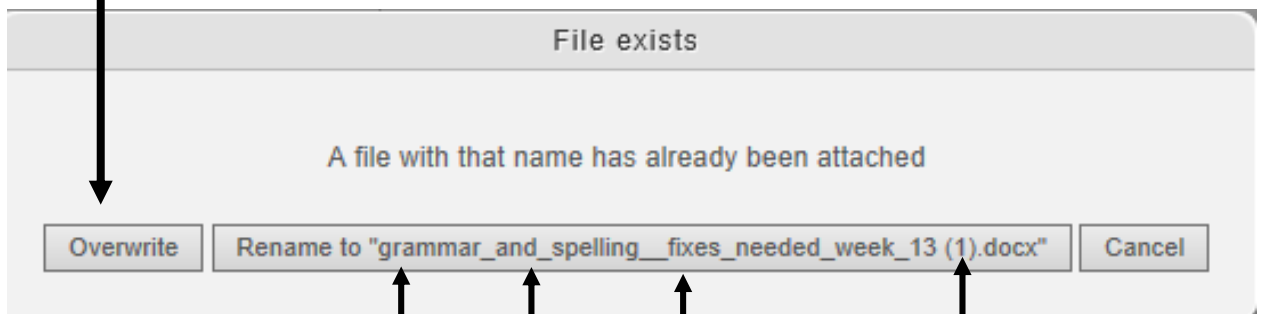 File exists
A file with that name has already been attached
Overwrite Rename to "grammar_and_spelling__fixes_needed_week_13 (1).docx" Cancel